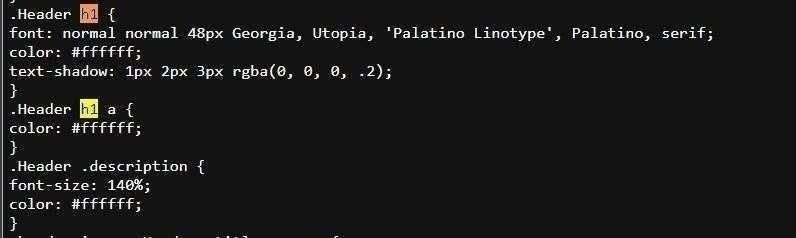 .Header h1 {
font: normal normal 48px Georgia, Utopia, 'Palatino Linotype', Palatino, serif;
color: #ffffff;
text-shadow: 1px 2px 3px rgba(0, 0, 0, .2);
}
.Header h1 a {
color: #ffffff;
}
.Header .description {
font-size: 140%;
color: #ffffff;
}